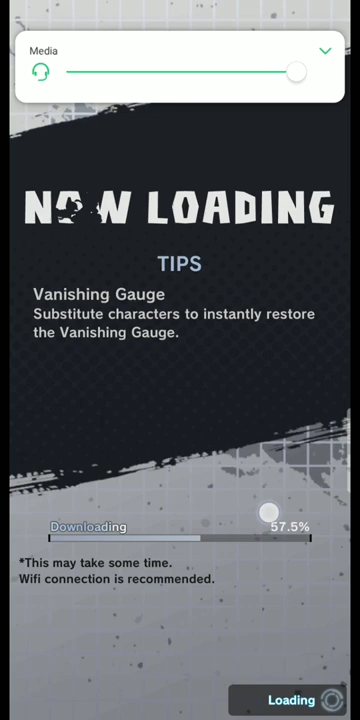 Media
NOW LOADING
TIPS
Vanishing Gauge
Substitute characters to instantly restore
the Vanishing Gauge.
Downloading 57.5%
*This may take some time.
Wifi connection is recommended.
Loading